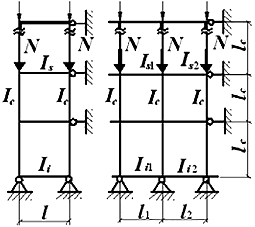 N N N N
I_s I_s1 I_s2
I_c I_c I_c I_c I_c
l_c
l_c
l_c
I_i I_i1 I_i2
l l_1 l_2